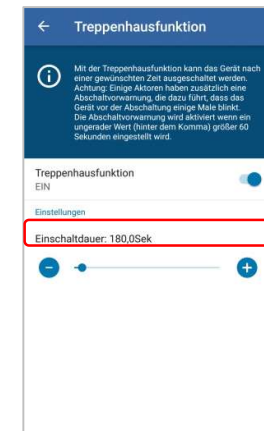 Treppenhausfunktion
Mit der Treppenhausfunktion kann das Gerät nach
einer gewünschten Zeit ausgeschaltet werden.
Achtung: Einige Aktoren haben zusätzlich eine
Abschaltvorwarnung, die dazu führt, dass das
Gerät vor der Abschaltung einige Male blinkt.
Die Abschaltvorwarnung wird aktiviert wenn ein
ungerader Wert (hinter dem Komma) größer 60
Sekunden eingestellt wird.
Treppenhausfunktion
EIN
Einstellungen
Einschaltdauer: 180,0Sek